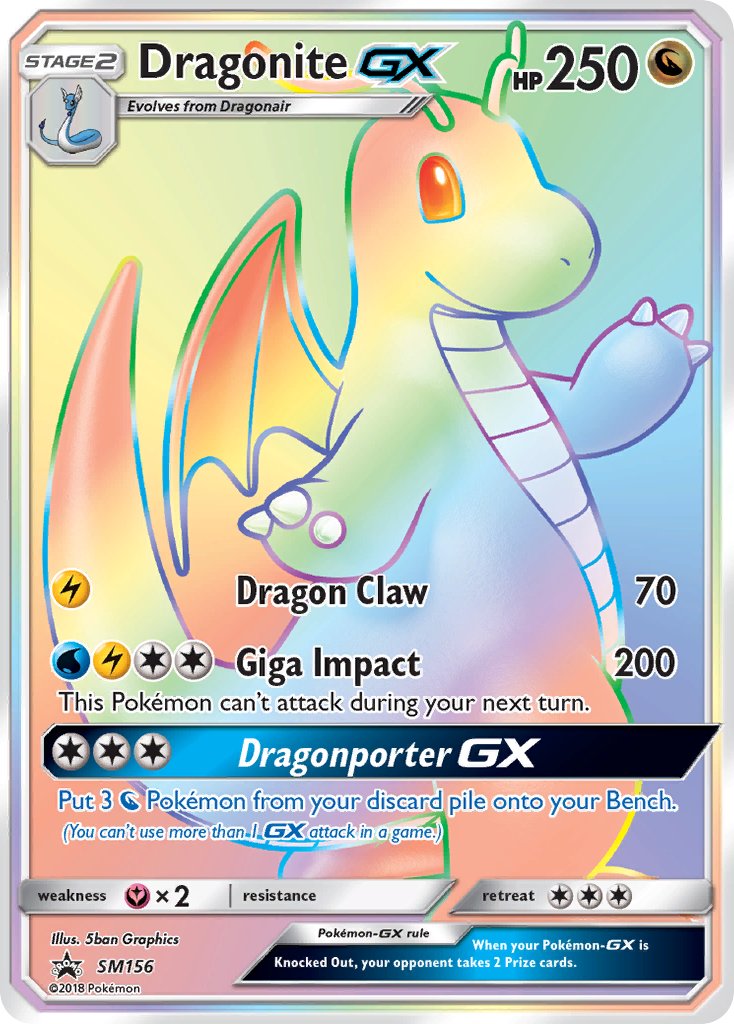 STAGE 2 Dragonite GX HP 250
Evolves from Dragonair
Dragon Claw 70
Giga Impact 200
This Pokémon can't attack during your next turn.
Dragonporter GX
Put 3 Pokémon from your discard pile onto your Bench.
(You can't use more than 1 GX attack in a game.)
weakness ×2 resistance retreat
Illus. 5ban Graphics
SM156
©2018 Pokémon
Pokémon-GX rule
When your Pokémon-GX is
Knocked Out, your opponent takes 2 Prize cards.